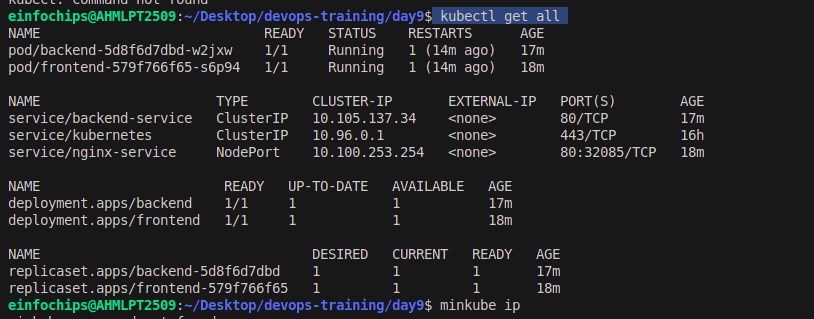 kubectl: command not found
einfochips@AHMLPT2509:~/Desktop/devops-training/day9$ kubectl get all
NAME READY STATUS RESTARTS AGE
pod/backend-5d8f6d7dbd-w2jxw 1/1 Running 1 (14m ago) 17m
pod/frontend-579f766f65-s6p94 1/1 Running 1 (14m ago) 18m
NAME TYPE CLUSTER-IP EXTERNAL-IP PORT(S) AGE
service/backend-service ClusterIP 10.105.137.34 <none> 80/TCP 17m
service/kubernetes ClusterIP 10.96.0.1 <none> 443/TCP 16h
service/nginx-service NodePort 10.100.253.254 <none> 80:32085/TCP 18m
NAME READY UP-TO-DATE AVAILABLE AGE
deployment.apps/backend 1/1 1 1 17m
deployment.apps/frontend 1/1 1 1 18m
NAME DESIRED CURRENT READY AGE
replicaset.apps/backend-5d8f6d7dbd 1 1 1 17m
replicaset.apps/frontend-579f766f65 1 1 1 18m
einfochips@AHMLPT2509:~/Desktop/devops-training/day9$ minkube ip